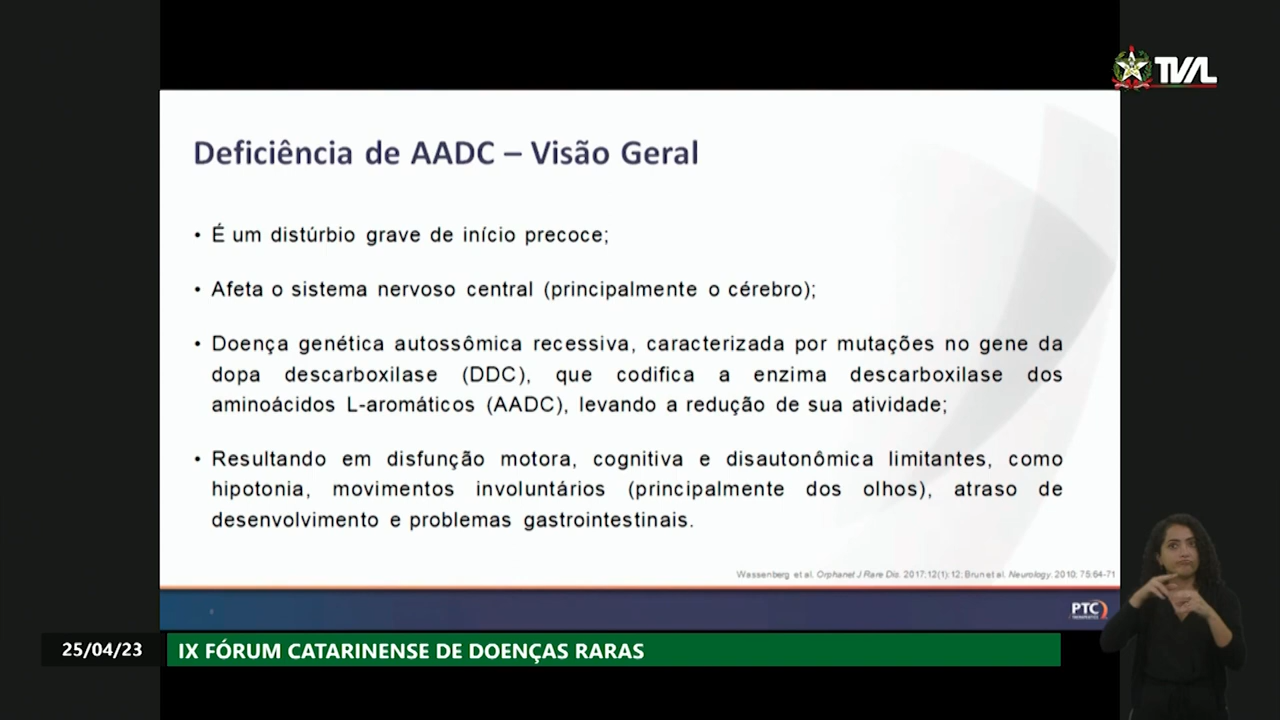 TVAL
Deficiência de AADC – Visão Geral
• É um distúrbio grave de início precoce;
• Afeta o sistema nervoso central (principalmente o cérebro);
• Doença genética autossômica recessiva, caracterizada por mutações no gene da
dopa descarboxilase (DDC), que codifica a enzima descarboxilase dos
aminoácidos L-aromáticos (AADC), levando a redução de sua atividade;
• Resultando em disfunção motora, cognitiva e disautonômica limitantes, como
hipotonia, movimentos involuntários (principalmente dos olhos), atraso de
desenvolvimento e problemas gastrointestinais.
Wassenberg et al. Orphanet J Rare Dis. 2017;12(1):12; Brun et al. Neurology. 2010; 75:64-71
PTC
25/04/23
IX FÓRUM CATARINENSE DE DOENÇAS RARAS